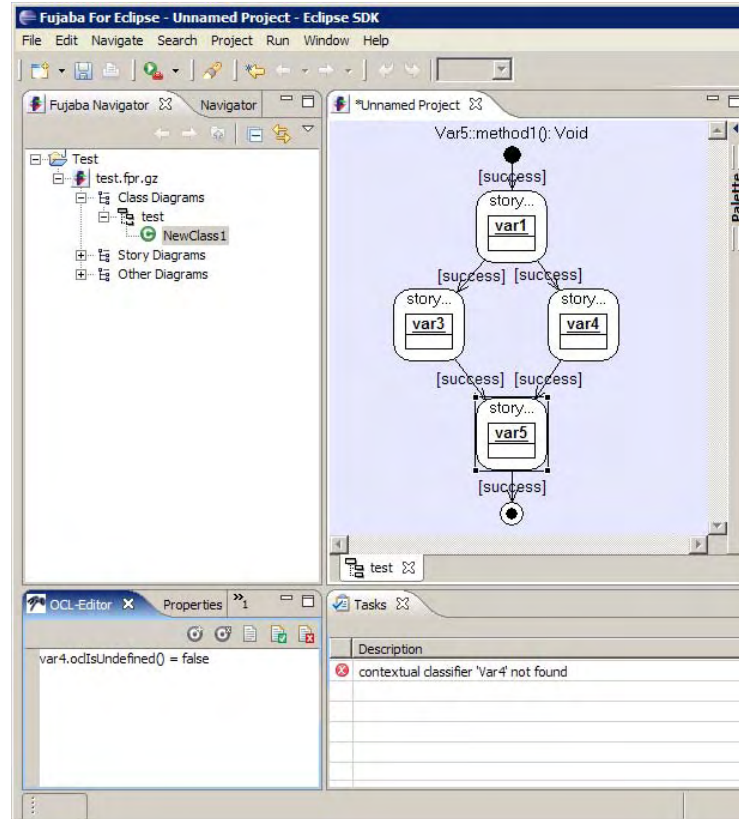 Fujaba For Eclipse - Unnamed Project - Eclipse SDK
File Edit Navigate Search Project Run Window Help
Fujaba Navigator Navigator
Test
test.fpr.gz
Class Diagrams
test
NewClass1
Story Diagrams
Other Diagrams
*Unnamed Project
Palette
Var5::method1(): Void
[success]
story...
var1
[success] [success]
story... story...
var3 var4
[success] [success]
story...
var5
[success]
test
OCL-Editor Properties »1
var4.oclIsUndefined() = false
Tasks
Description
contextual classifier 'Var4' not found